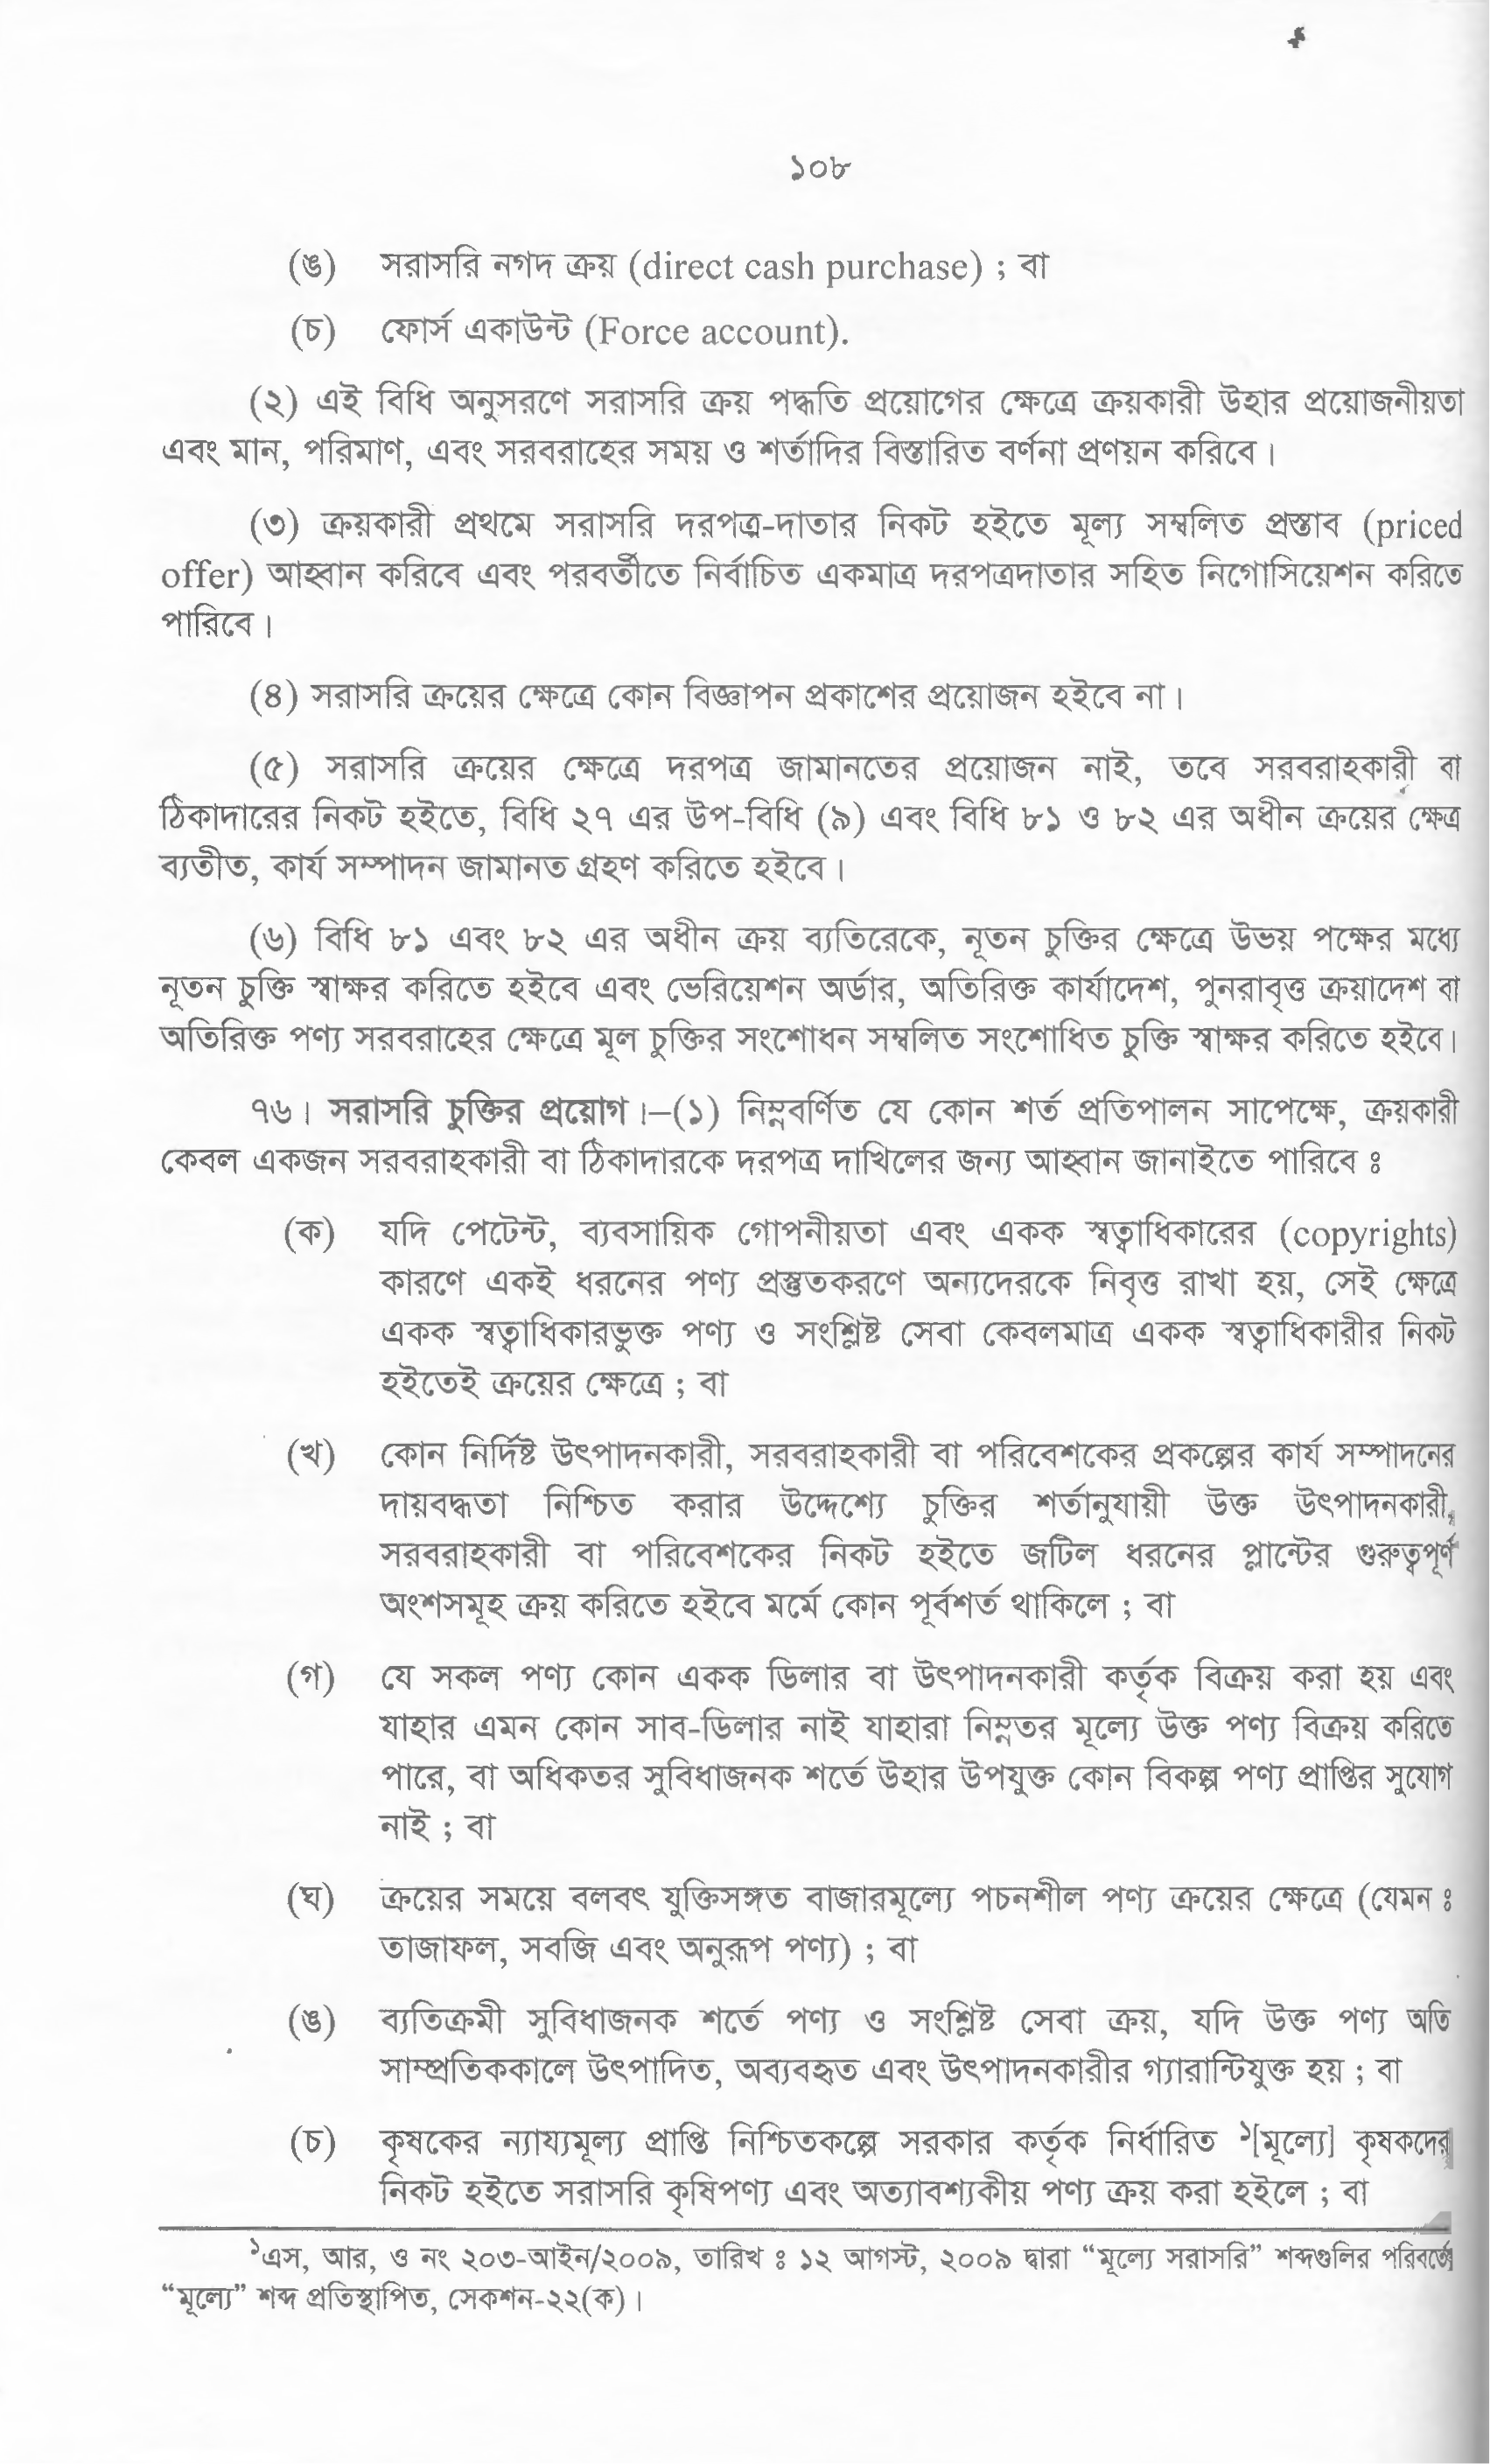 ১০৮
(ঙ) সরাসরি নগদ ক্রয় (direct cash purchase) ; বা
(চ) ফোর্স একাউন্ট (Force account).
(২) এই বিধি অনুসরণে সরাসরি ক্রয় পদ্ধতি প্রয়োগের ক্ষেত্রে ক্রয়কারী উহার প্রয়োজনীয়তা
এবং মান, পরিমাণ, এবং সরবরাহের সময় ও শর্তাদির বিস্তারিত বর্ণনা প্রণয়ন করিবে।
(৩) ক্রয়কারী প্রথমে সরাসরি দরপত্র-দাতার নিকট হইতে মূল্য সম্বলিত প্রস্তাব (priced
offer) আহ্বান করিবে এবং পরবর্তীতে নির্বাচিত একমাত্র দরপত্রদাতার সহিত নিগোসিয়েশন করিতে
পারিবে।
(৪) সরাসরি ক্রয়ের ক্ষেত্রে কোন বিজ্ঞাপন প্রকাশের প্রয়োজন হইবে না।
(৫) সরাসরি ক্রয়ের ক্ষেত্রে দরপত্র জামানতের প্রয়োজন নাই, তবে সরবরাহকারী বা
ঠিকাদারের নিকট হইতে, বিধি ২৭ এর উপ-বিধি (৯) এবং বিধি ৮১ ও ৮২ এর অধীন ক্রয়ের ক্ষেত্র
ব্যতীত, কার্য সম্পাদন জামানত গ্রহণ করিতে হইবে।
(৬) বিধি ৮১ এবং ৮২ এর অধীন ক্রয় ব্যতিরেকে, নূতন চুক্তির ক্ষেত্রে উভয় পক্ষের মধ্যে
নূতন চুক্তি স্বাক্ষর করিতে হইবে এবং ভেরিয়েশন অর্ডার, অতিরিক্ত কার্যাদেশ, পুনরাবৃত্ত ক্রয়াদেশ বা
অতিরিক্ত পণ্য সরবরাহের ক্ষেত্রে মূল চুক্তির সংশোধন সম্বলিত সংশোধিত চুক্তি স্বাক্ষর করিতে হইবে।
৭৬। সরাসরি চুক্তির প্রয়োগ।–(১) নিম্নবর্ণিত যে কোন শর্ত প্রতিপালন সাপেক্ষে, ক্রয়কারী
কেবল একজন সরবরাহকারী বা ঠিকাদারকে দরপত্র দাখিলের জন্য আহ্বান জানাইতে পারিবে ঃ
(ক) যদি পেটেন্ট, ব্যবসায়িক গোপনীয়তা এবং একক স্বত্বাধিকারের (copyrights)
কারণে একই ধরনের পণ্য প্রস্তুতকরণে অন্যদেরকে নিবৃত্ত রাখা হয়, সেই ক্ষেত্রে
একক স্বত্বাধিকারভুক্ত পণ্য ও সংশ্লিষ্ট সেবা কেবলমাত্র একক স্বত্বাধিকারীর নিকট
হইতেই ক্রয়ের ক্ষেত্রে ; বা
(খ) কোন নির্দিষ্ট উৎপাদনকারী, সরবরাহকারী বা পরিবেশকের প্রকল্পের কার্য সম্পাদনের
দায়বদ্ধতা নিশ্চিত করার উদ্দেশ্যে চুক্তির শর্তানুযায়ী উক্ত উৎপাদনকারী,
সরবরাহকারী বা পরিবেশকের নিকট হইতে জটিল ধরনের প্লান্টের গুরুত্বপূর্ণ
অংশসমূহ ক্রয় করিতে হইবে মর্মে কোন পূর্বশর্ত থাকিলে ; বা
(গ) যে সকল পণ্য কোন একক ডিলার বা উৎপাদনকারী কর্তৃক বিক্রয় করা হয় এবং
যাহার এমন কোন সাব-ডিলার নাই যাহারা নিম্নতর মূল্যে উক্ত পণ্য বিক্রয় করিতে
পারে, বা অধিকতর সুবিধাজনক শর্তে উহার উপযুক্ত কোন বিকল্প পণ্য প্রাপ্তির সুযোগ
নাই ; বা
(ঘ) ক্রয়ের সময়ে বলবৎ যুক্তিসঙ্গত বাজারমূল্যে পচনশীল পণ্য ক্রয়ের ক্ষেত্রে (যেমন ঃ
তাজাফল, সবজি এবং অনুরূপ পণ্য) ; বা
(ঙ) ব্যতিক্রমী সুবিধাজনক শর্তে পণ্য ও সংশ্লিষ্ট সেবা ক্রয়, যদি উক্ত পণ্য অতি
সাম্প্রতিককালে উৎপাদিত, অব্যবহৃত এবং উৎপাদনকারীর গ্যারান্টিযুক্ত হয় ; বা
(চ) কৃষকের ন্যায্যমূল্য প্রাপ্তি নিশ্চিতকল্পে সরকার কর্তৃক নির্ধারিত ১[মূল্যে] কৃষকদের
নিকট হইতে সরাসরি কৃষিপণ্য এবং অত্যাবশ্যকীয় পণ্য ক্রয় করা হইলে ; বা
১এস, আর, ও নং ২০৩-আইন/২০০৯, তারিখ ঃ ১২ আগস্ট, ২০০৯ দ্বারা “মূল্যে সরাসরি” শব্দগুলির পরিবর্তে
“মূল্যে” শব্দ প্রতিস্থাপিত, সেকশন-২২(ক)।